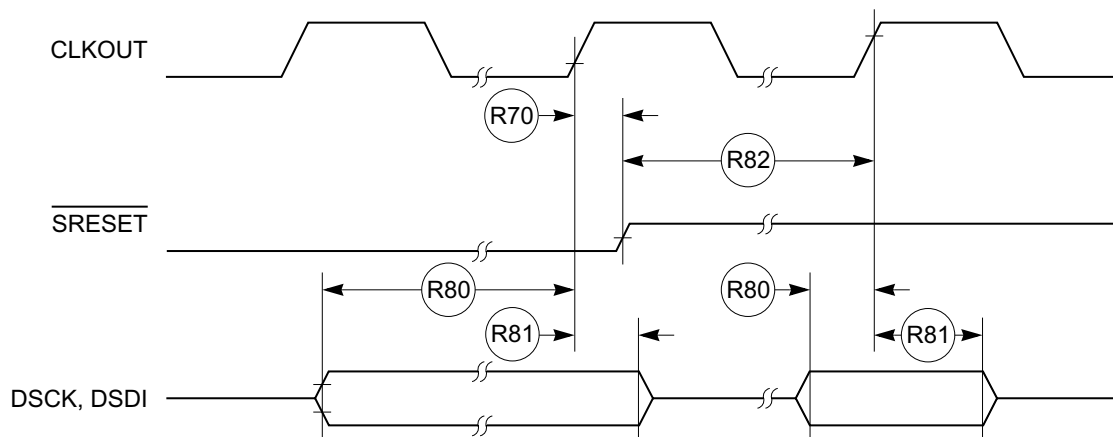 CLKOUT
R70
R82
SRESET
R80
R80
R81
R81
DSCK, DSDI